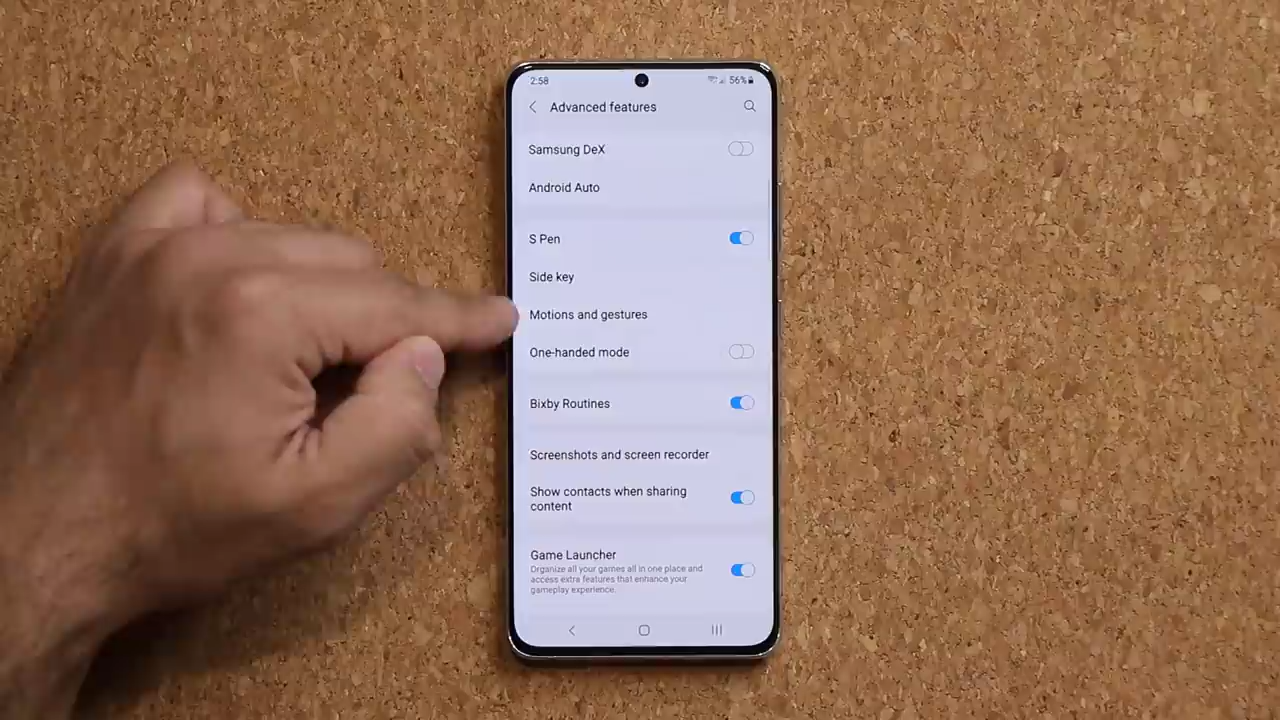 2:58
56%
Advanced features
Samsung DeX
Android Auto
S Pen
Side key
Motions and gestures
One-handed mode
Bixby Routines
Screenshots and screen recorder
Show contacts when sharing
content
Game Launcher
Organize all your games all in one place and
access extra features that enhance your
gameplay experience.